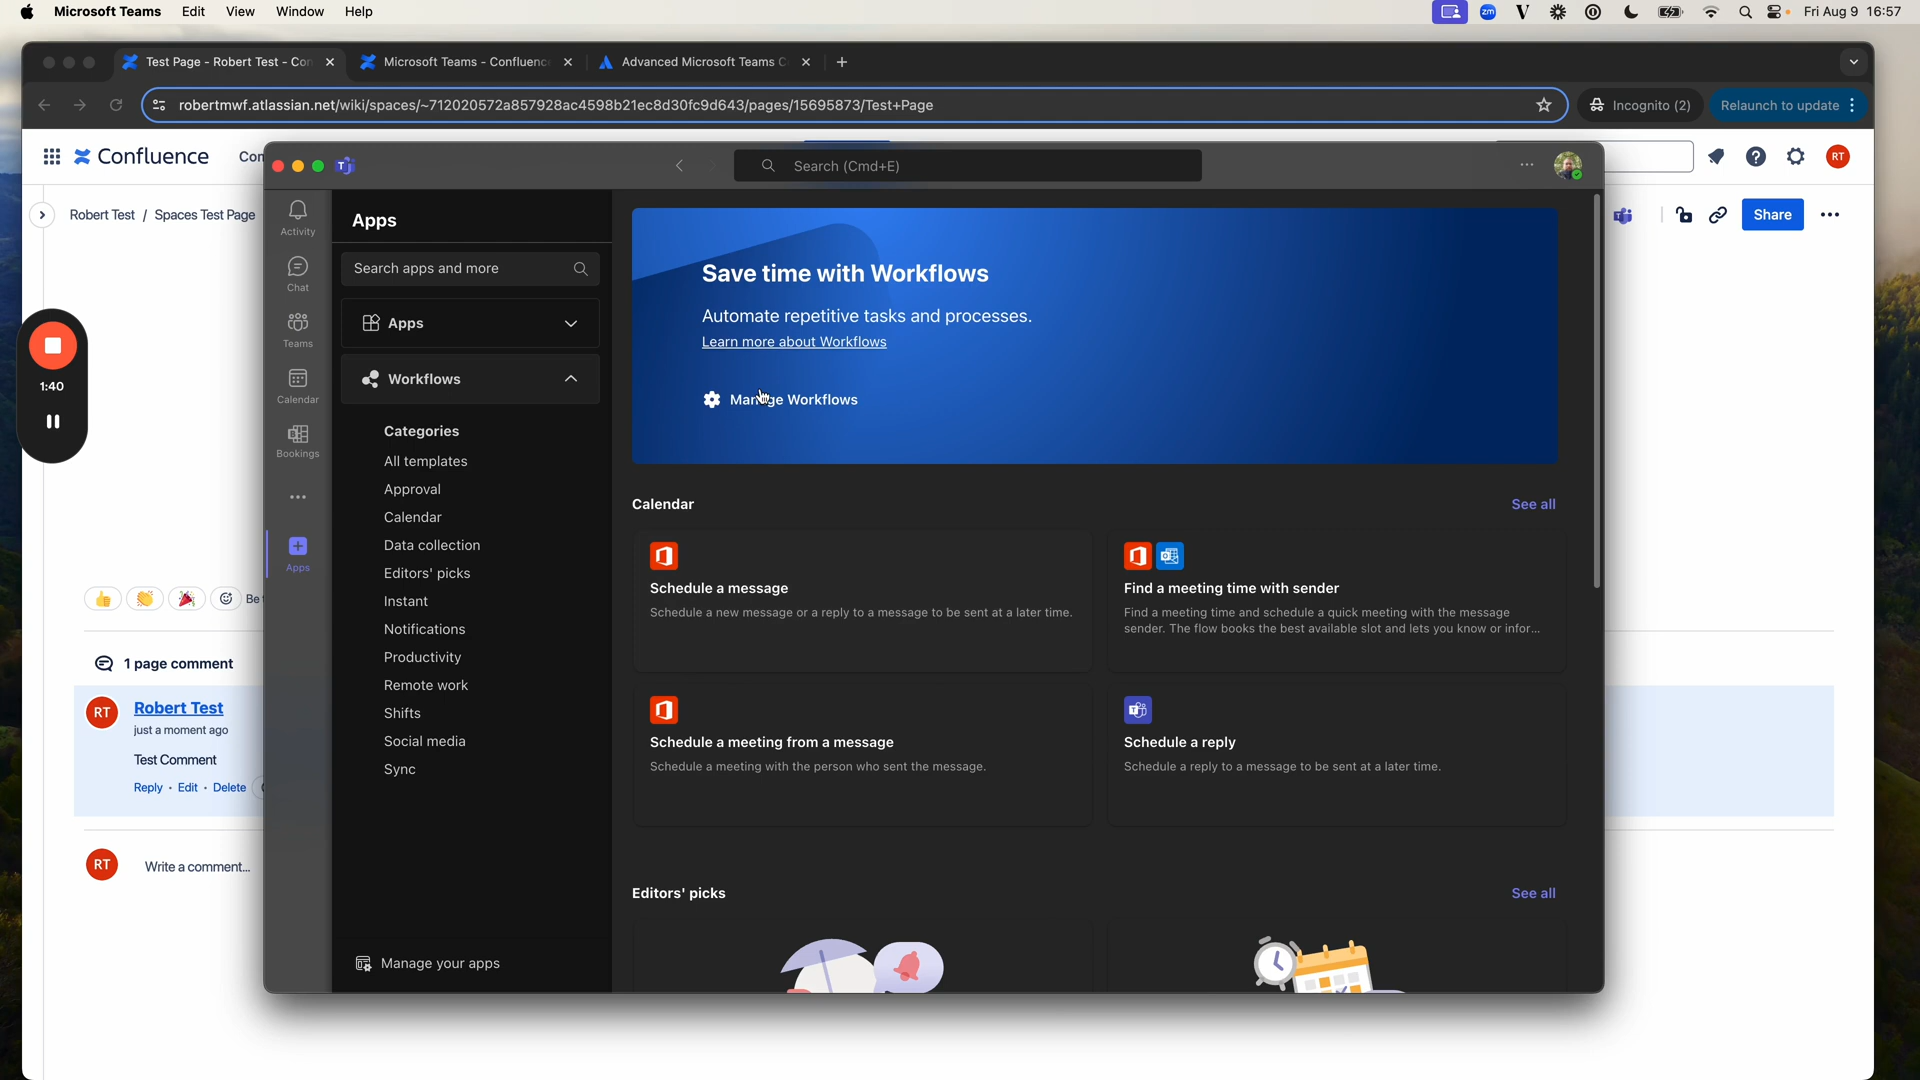 Microsoft Teams Edit View Window Help
zm V Fri Aug 9 16:57
Test Page - Robert Test - Con
Microsoft Teams - Confluenc
Advanced Microsoft Teams C
robertmwf.atlassian.net/wiki/spaces/~712020572a857928ac4598b21ec8d30fc9d643/pages/15695873/Test+Page
Incognito (2)
Relaunch to update
Confluence
Con
Search (Cmd+E)
RT
Robert Test / Spaces Test Page
Share
Activity
Chat
Teams
Calendar
Bookings
Apps
1:40
Apps
Search apps and more
Apps
Workflows
Categories
All templates
Approval
Calendar
Data collection
Editors' picks
Instant
Notifications
Productivity
Remote work
Shifts
Social media
Sync
Manage your apps
Save time with Workflows
Automate repetitive tasks and processes.
Learn more about Workflows
Manage Workflows
Calendar
See all
Schedule a message
Schedule a new message or a reply to a message to be sent at a later time.
Find a meeting time with sender
Find a meeting time and schedule a quick meeting with the message
sender. The flow books the best available slot and lets you know or infor...
Schedule a meeting from a message
Schedule a meeting with the person who sent the message.
Schedule a reply
Schedule a reply to a message to be sent at a later time.
Editors' picks
See all
Be
1 page comment
RT
Robert Test
just a moment ago
Test Comment
Reply • Edit • Delete
RT
Write a comment...